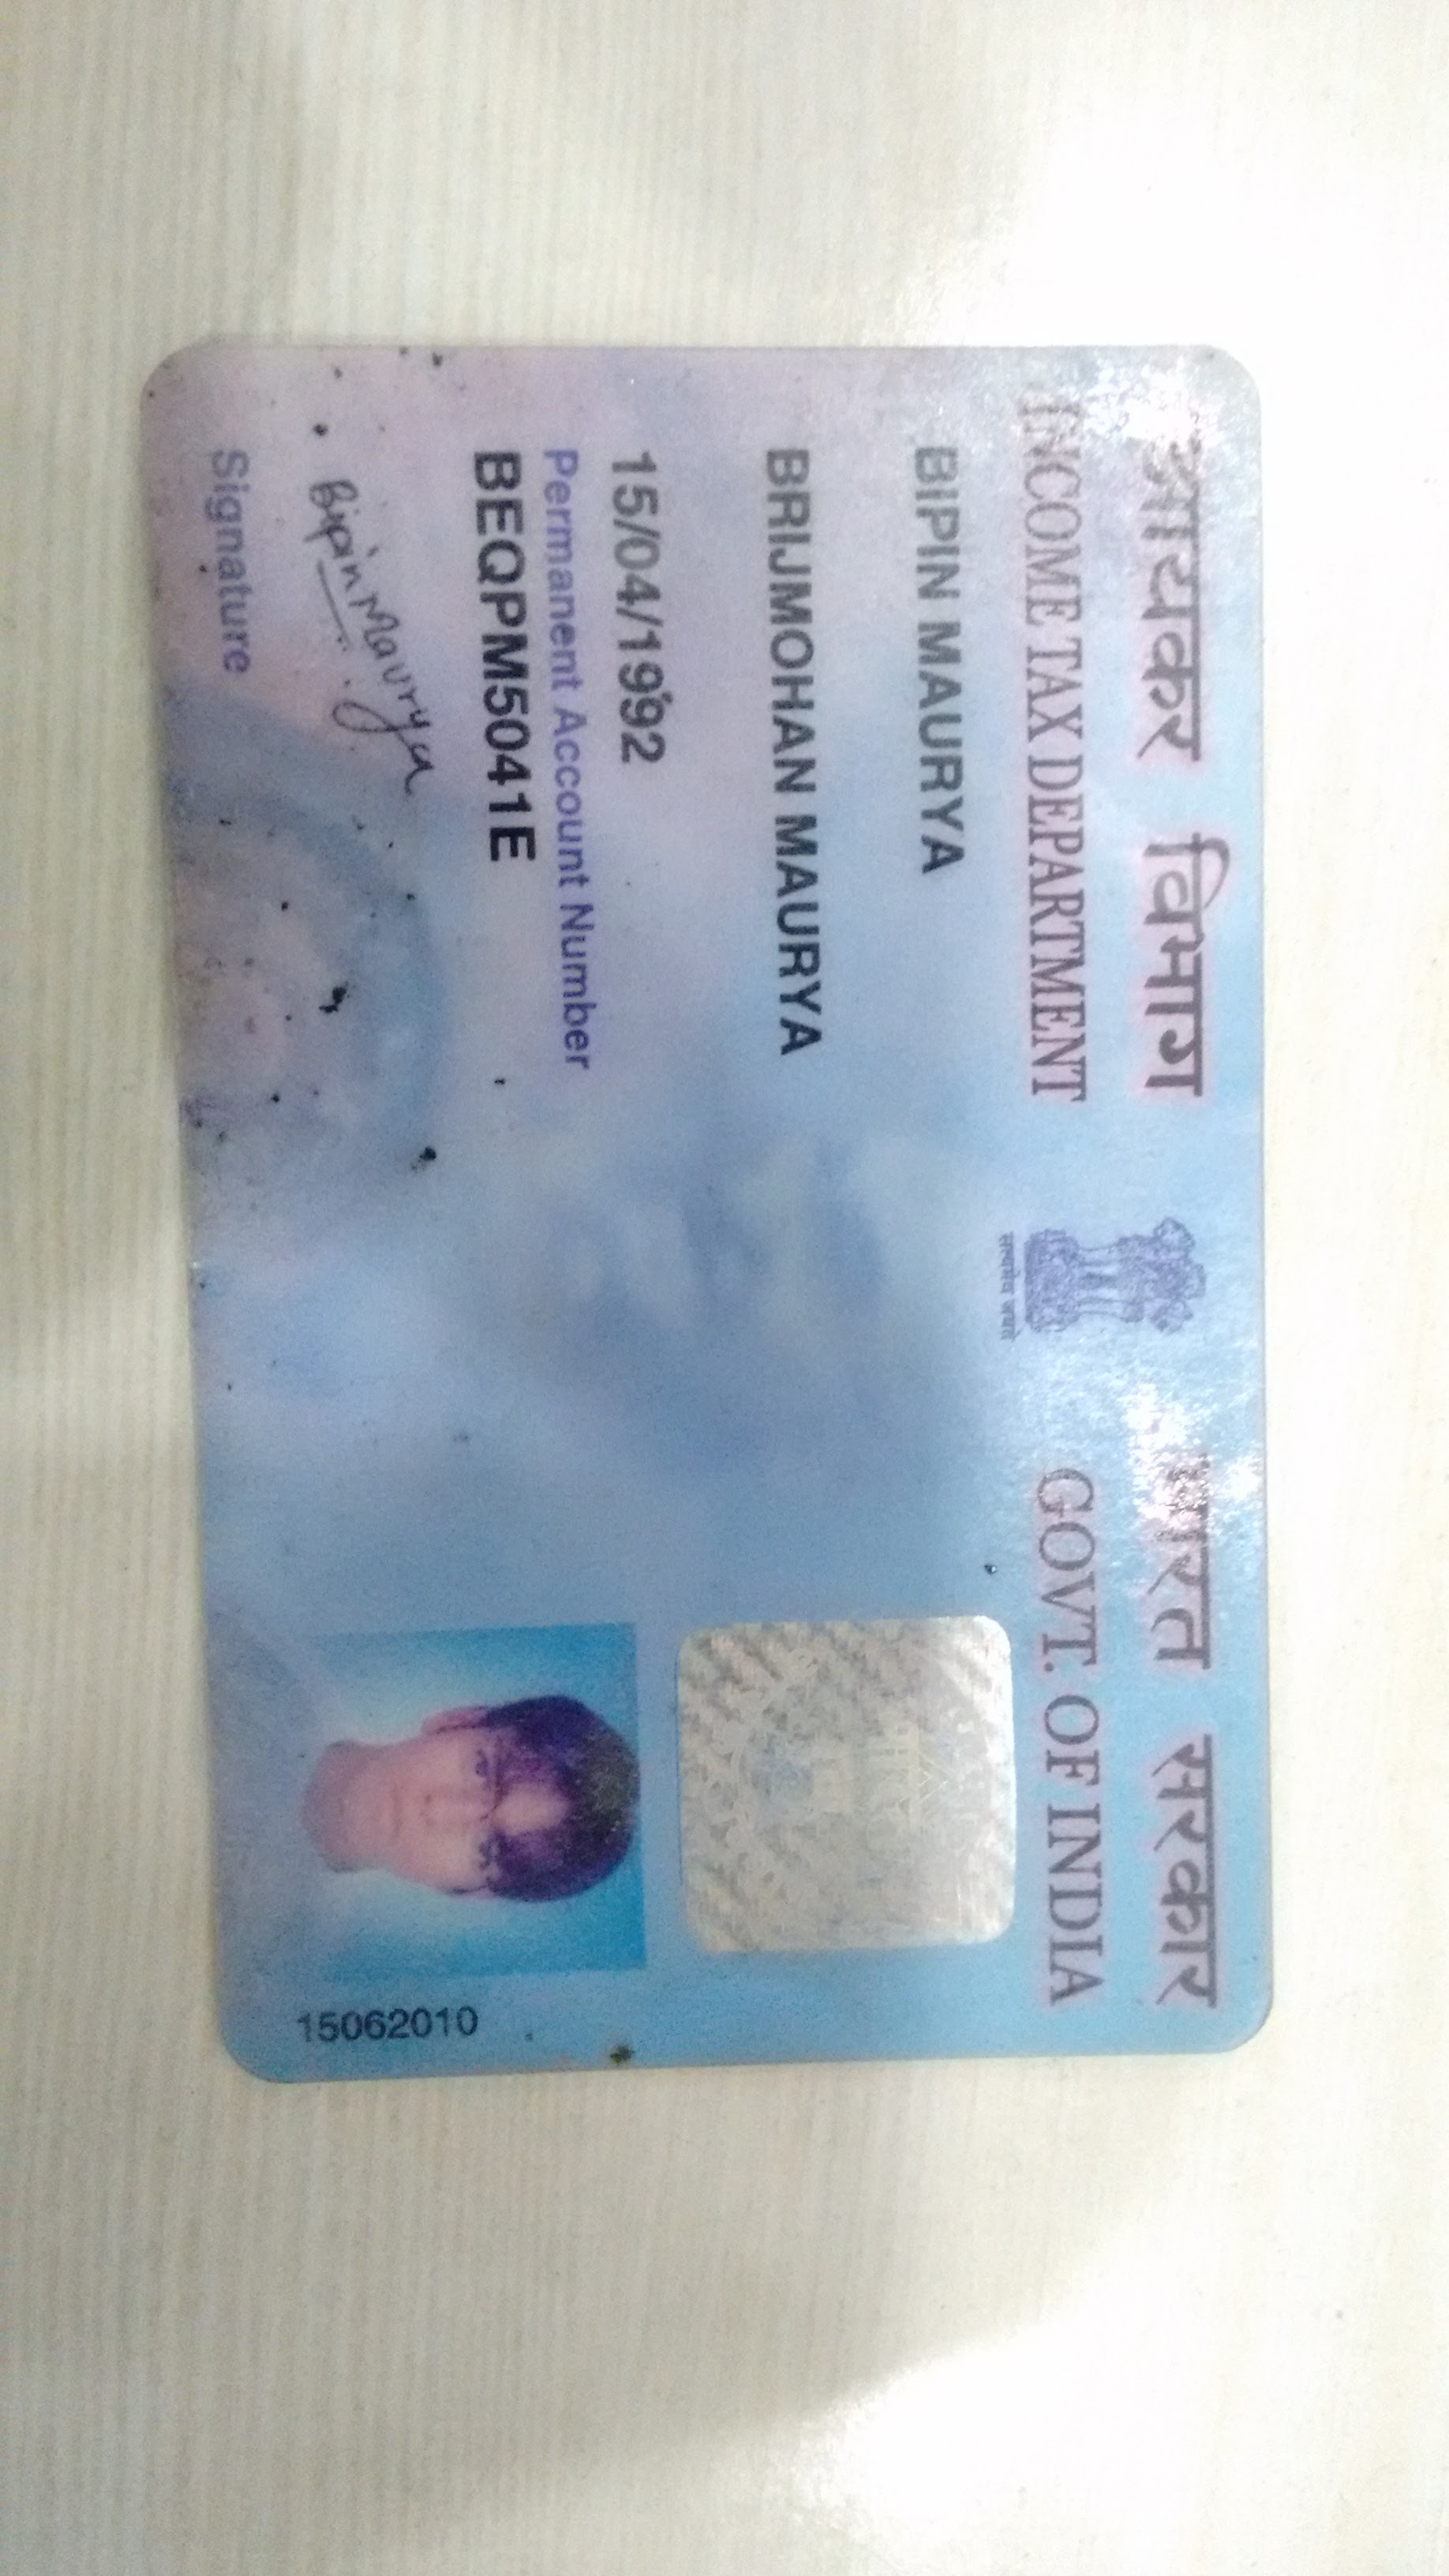 आयकर विभाग
INCOME TAX DEPARTMENT
सत्यमेव जयते
भारत सरकार
GOVT. OF INDIA
BIPIN MAURYA
BRIJMOHAN MAURYA
15/04/1992
Permanent Account Number
BEQPM5041E
Bipin Maurya
Signature
15062010